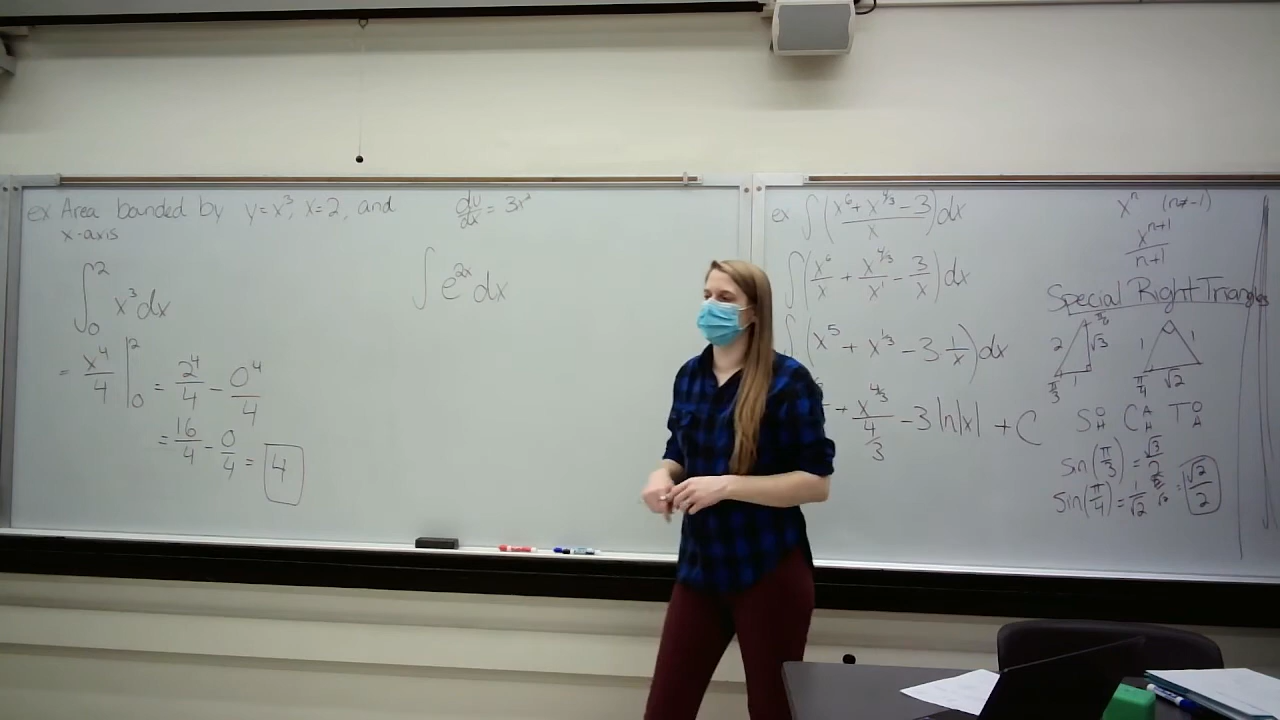 ex Area bounded by y=x³, x=2, and
x-axis
∫₀² x³dx
= x⁴/4 |₀² = 2⁴/4 - 0⁴/4
= 16/4 - 0/4 = 4
du/dx = 3x²
∫e²ˣdx
ex ∫((x⁶+x^(4/3)-3)/x)dx
∫(x⁶/x + x^(4/3)/x¹ - 3/x)dx
∫(x⁵ + x^(1/3) - 3 1/x)dx
+ x^(4/3)/(4/3) - 3 ln|x| + C
xⁿ (n≠-1)
xⁿ⁺¹/(n+1)
Special Right Triangles
2 √3 π/3 1
1 1 π/4 √2
S O/H C A/H T O/A
sin(π/3) = √3/2
sin(π/4) = 1/√2 = √2/2